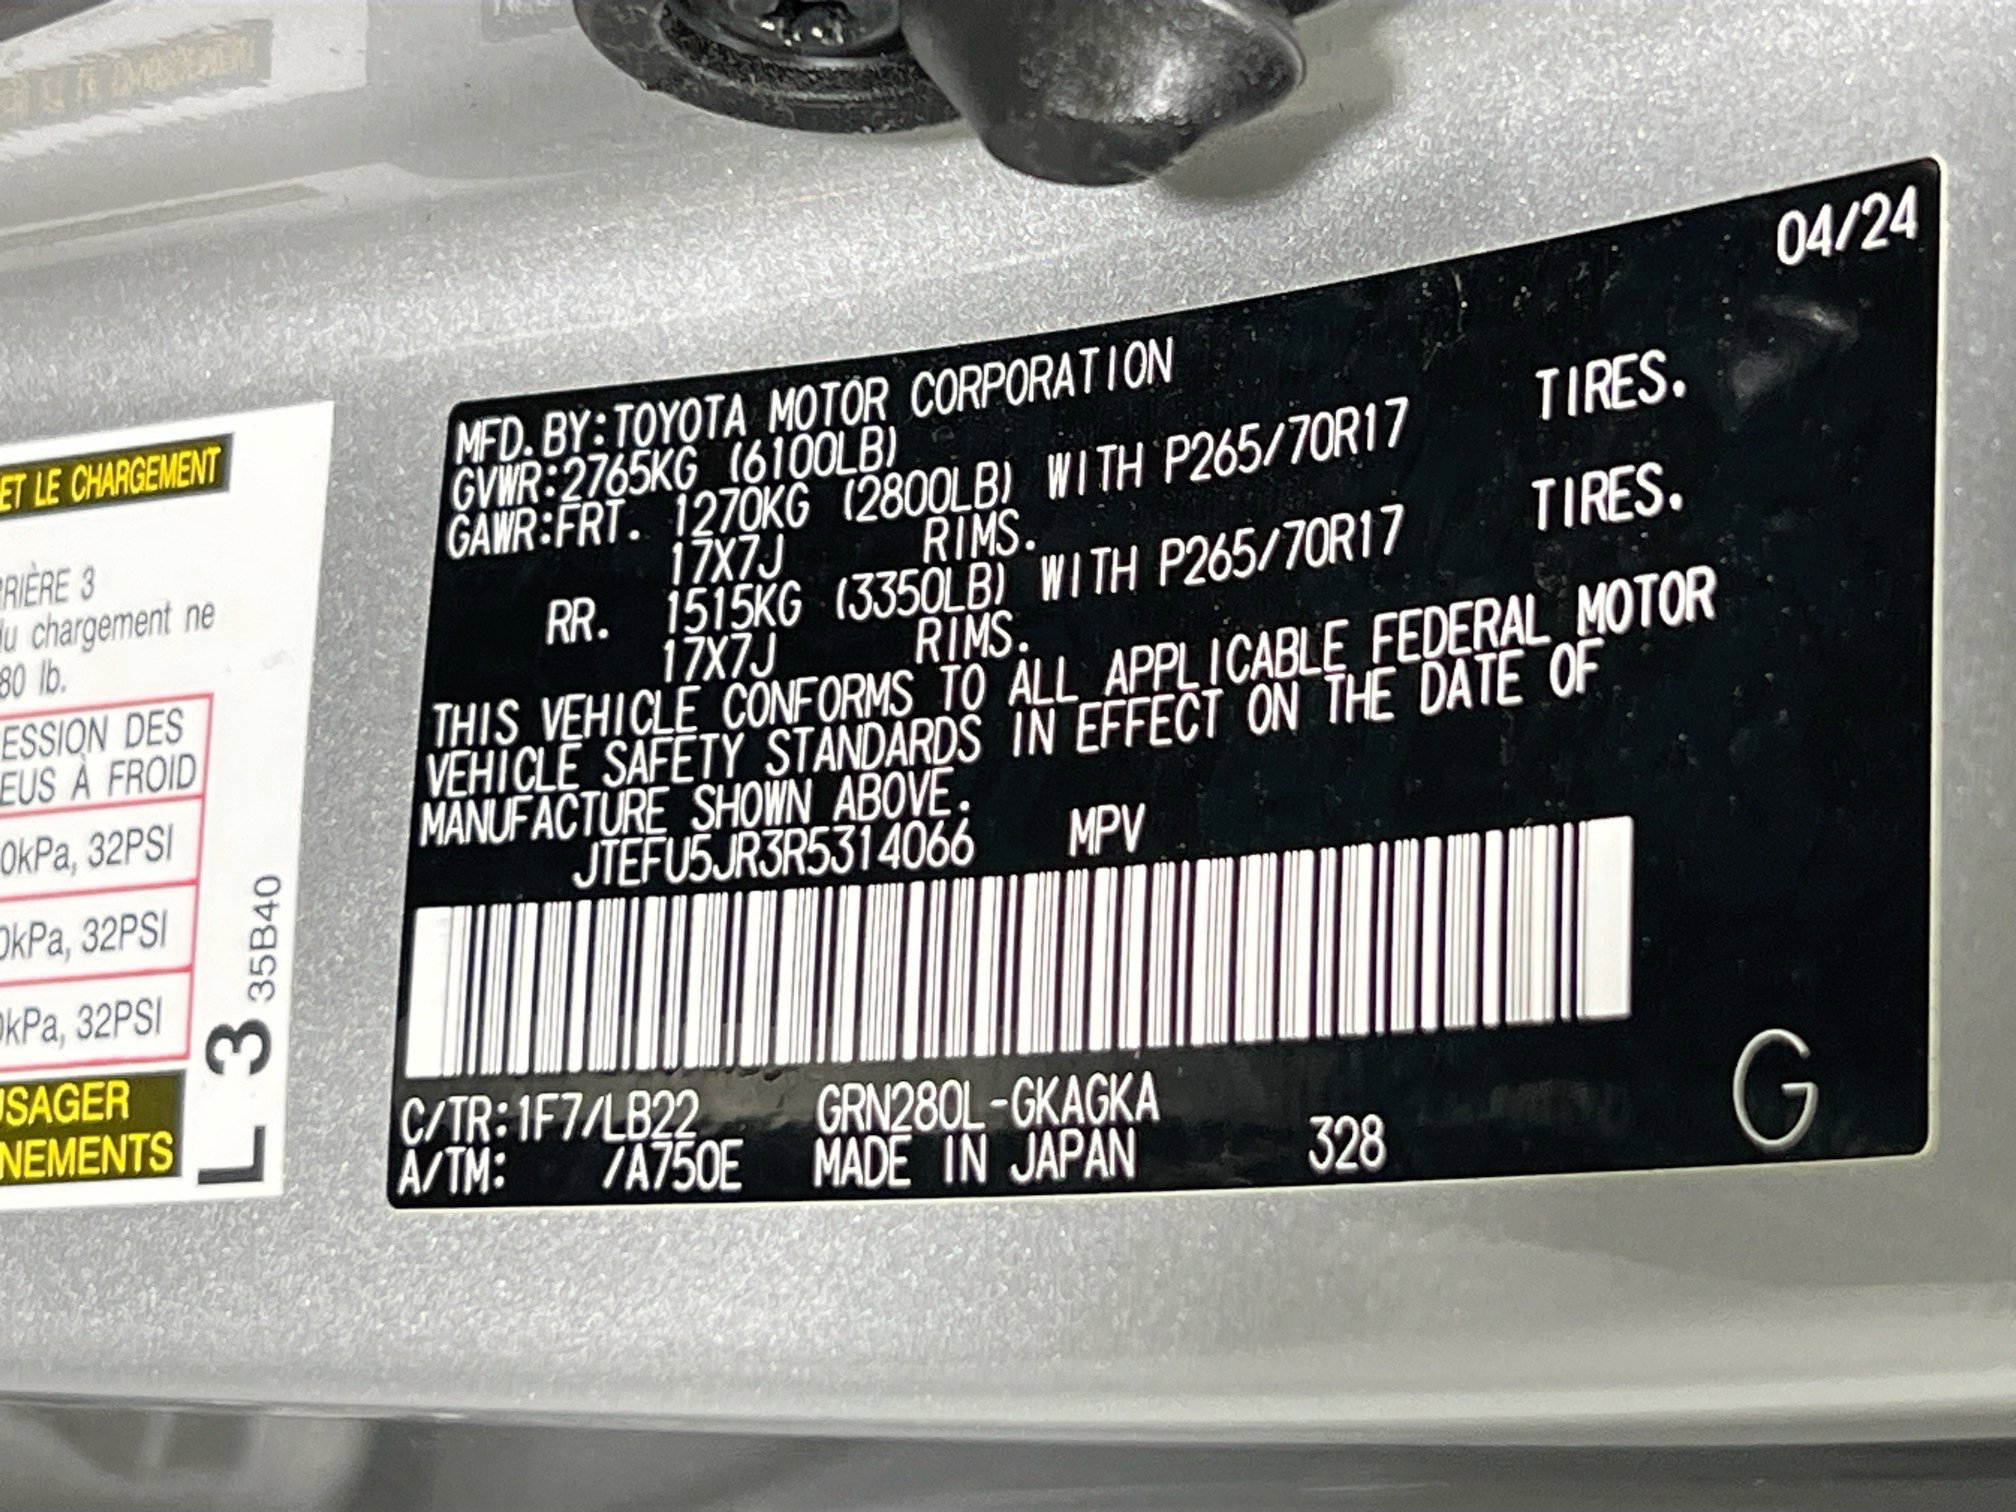 04/24
MFD.BY:TOYOTA MOTOR CORPORATION
GVWR:2765KG (6100LB)
GAWR:FRT. 1270KG (2800LB) WITH P265/70R17 TIRES.
17X7J RIMS.
RR. 1515KG (3350LB) WITH P265/70R17 TIRES.
17X7J RIMS.
THIS VEHICLE CONFORMS TO ALL APPLICABLE FEDERAL MOTOR
VEHICLE SAFETY STANDARDS IN EFFECT ON THE DATE OF
MANUFACTURE SHOWN ABOVE.
JTEFU5JR3R5314066 MPV
C/TR:1F7/LB22 GRN280L-GKAGKA
A/TM: /A750E MADE IN JAPAN 328
G
ET LE CHARGEMENT
RIÈRE 3
du chargement ne
80 lb.
ESSION DES
EUS À FROID
0kPa, 32PSI
0kPa, 32PSI
0kPa, 32PSI
USAGER
NEMENTS
L 3 35B40